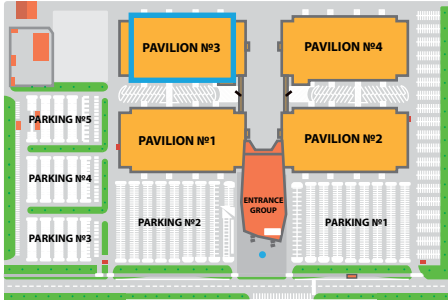 PAVILION №3
PAVILION №4
PARKING №5
PAVILION №1
PAVILION №2
PARKING №4
ENTRANCE
GROUP
PARKING №2
PARKING №1
PARKING №3